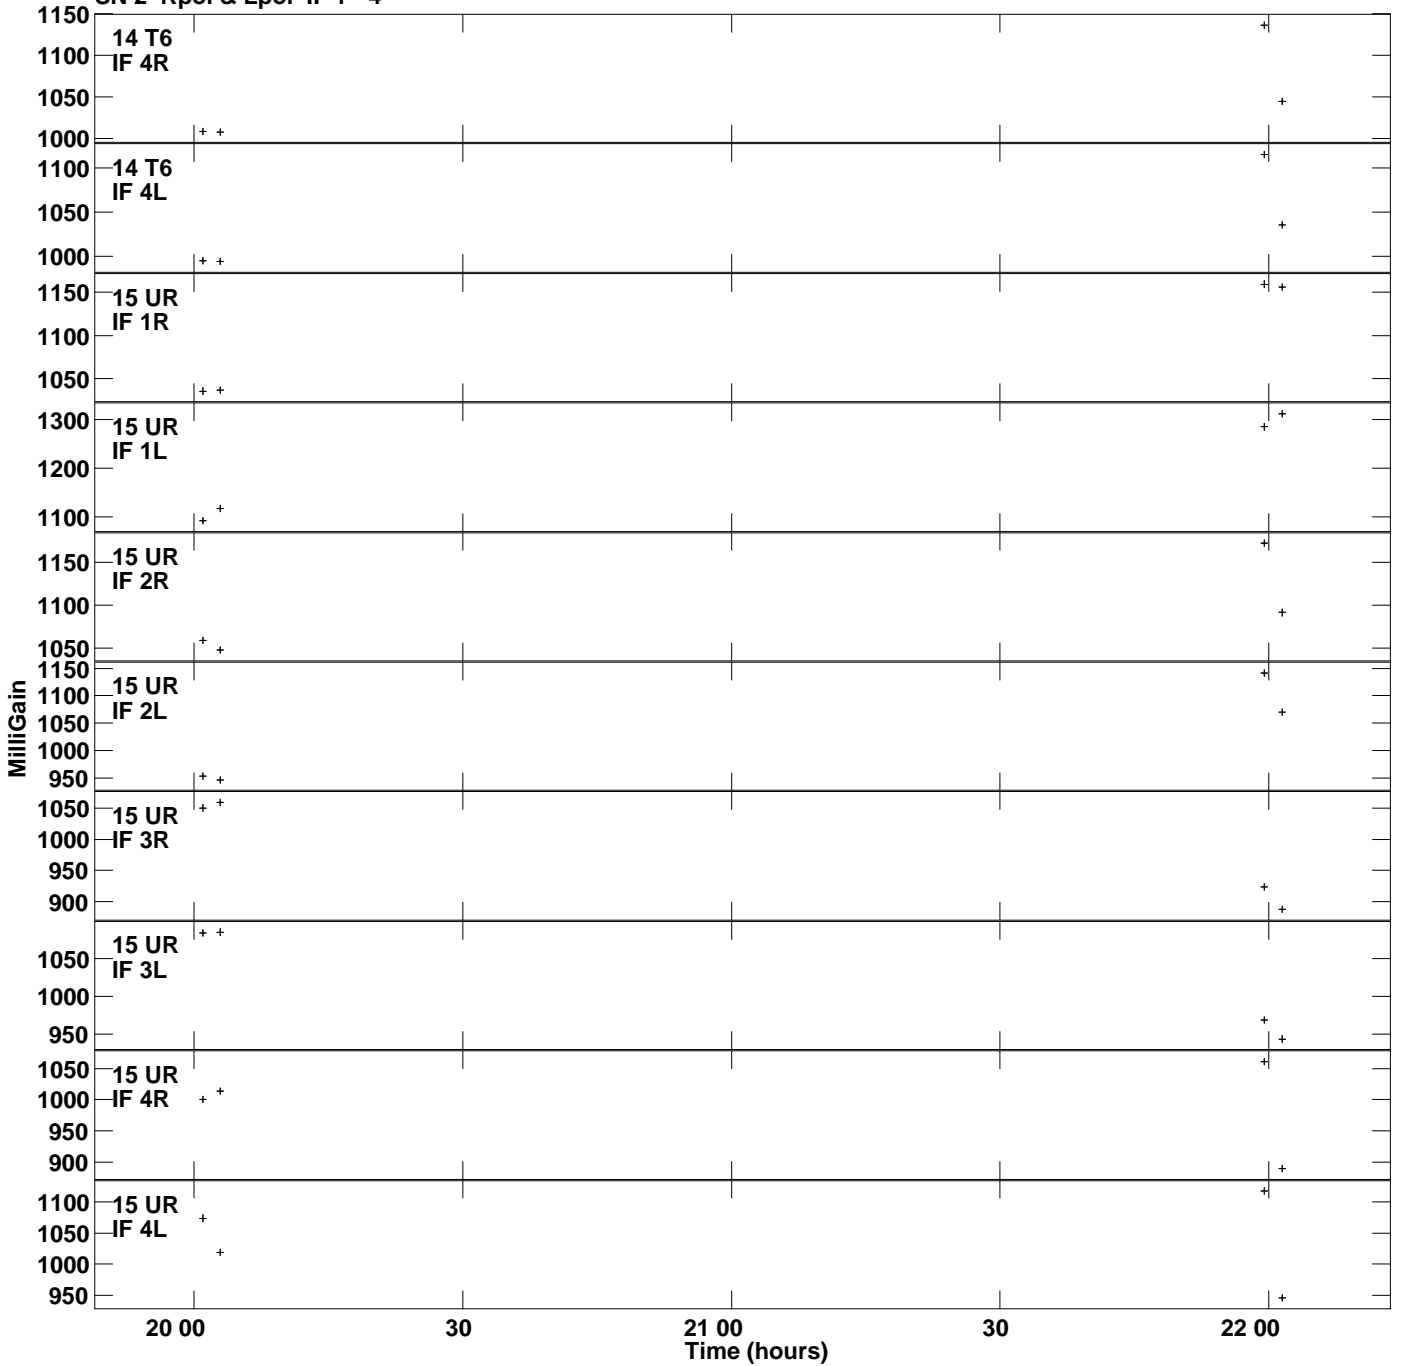 SN 2 Rpol & Lpol IF 1 - 4
1150
1100
1050
1000
14 T6
IF 4R
1100
1050
1000
14 T6
IF 4L
1150
1100
1050
15 UR
IF 1R
1300
1200
1100
15 UR
IF 1L
1150
1100
1050
15 UR
IF 2R
1150
1100
1050
1000
950
15 UR
IF 2L
MilliGain
1050
1000
950
900
15 UR
IF 3R
1050
1000
950
15 UR
IF 3L
1050
1000
950
900
15 UR
IF 4R
1100
1050
1000
950
15 UR
IF 4L
20 00 30 21 00 30 22 00
Time (hours)